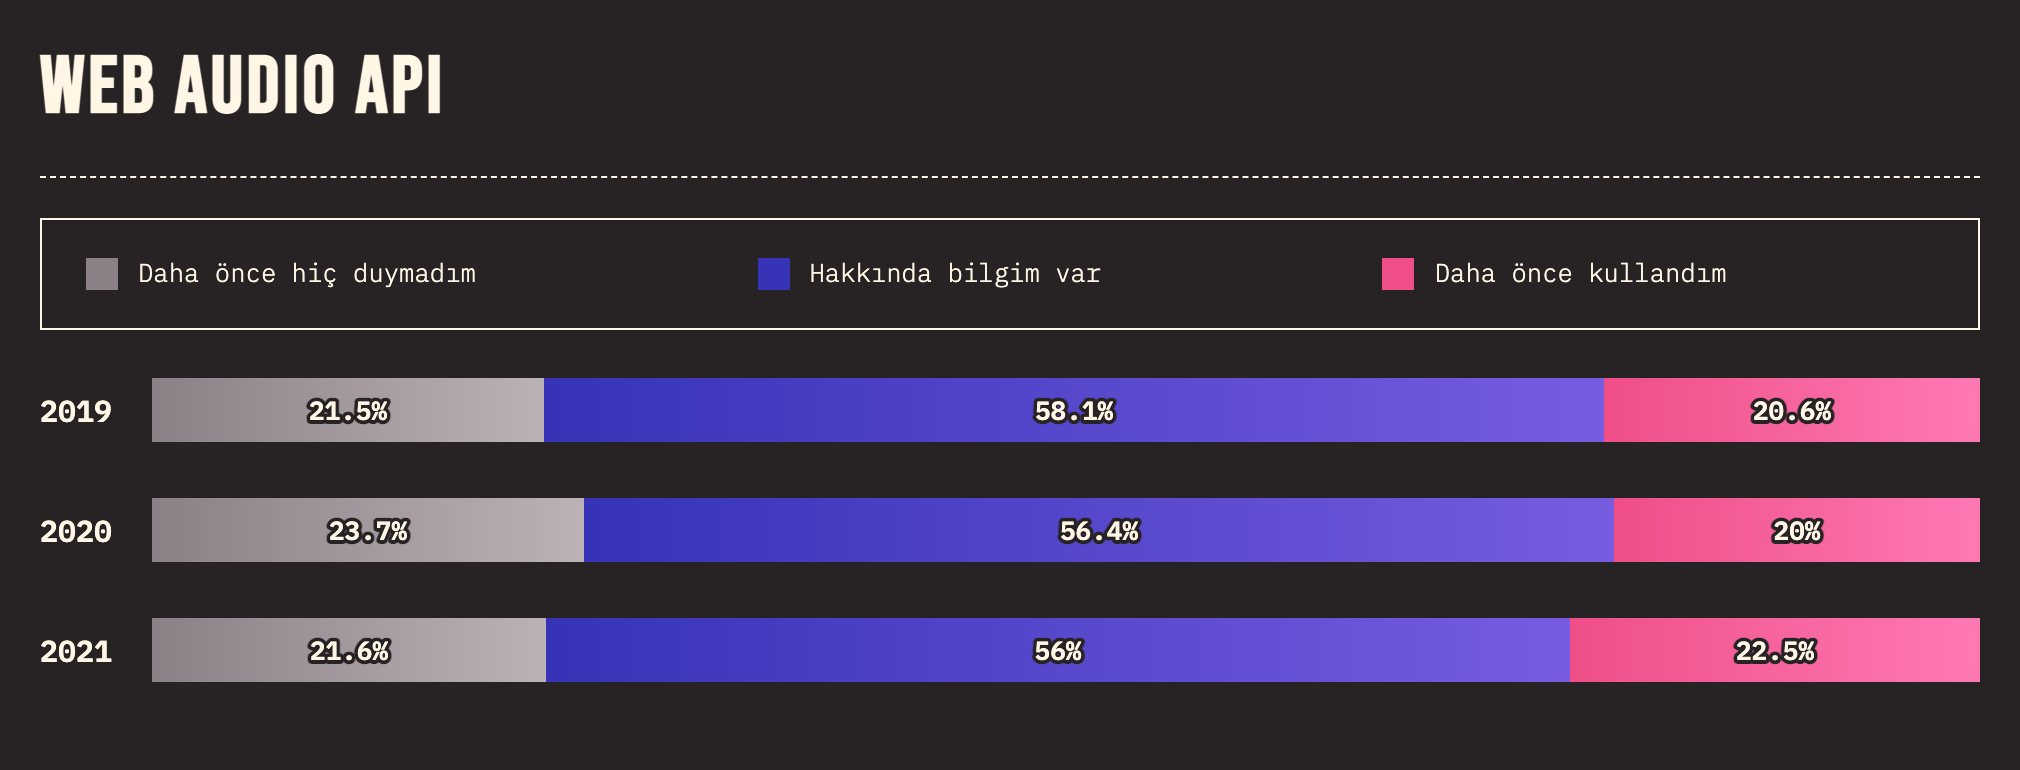 WEB AUDIO API
Daha önce hiç duymadım Hakkında bilgim var Daha önce kullandım
2019 21.5% 58.1% 20.6%
2020 23.7% 56.4% 20%
2021 21.6% 56% 22.5%